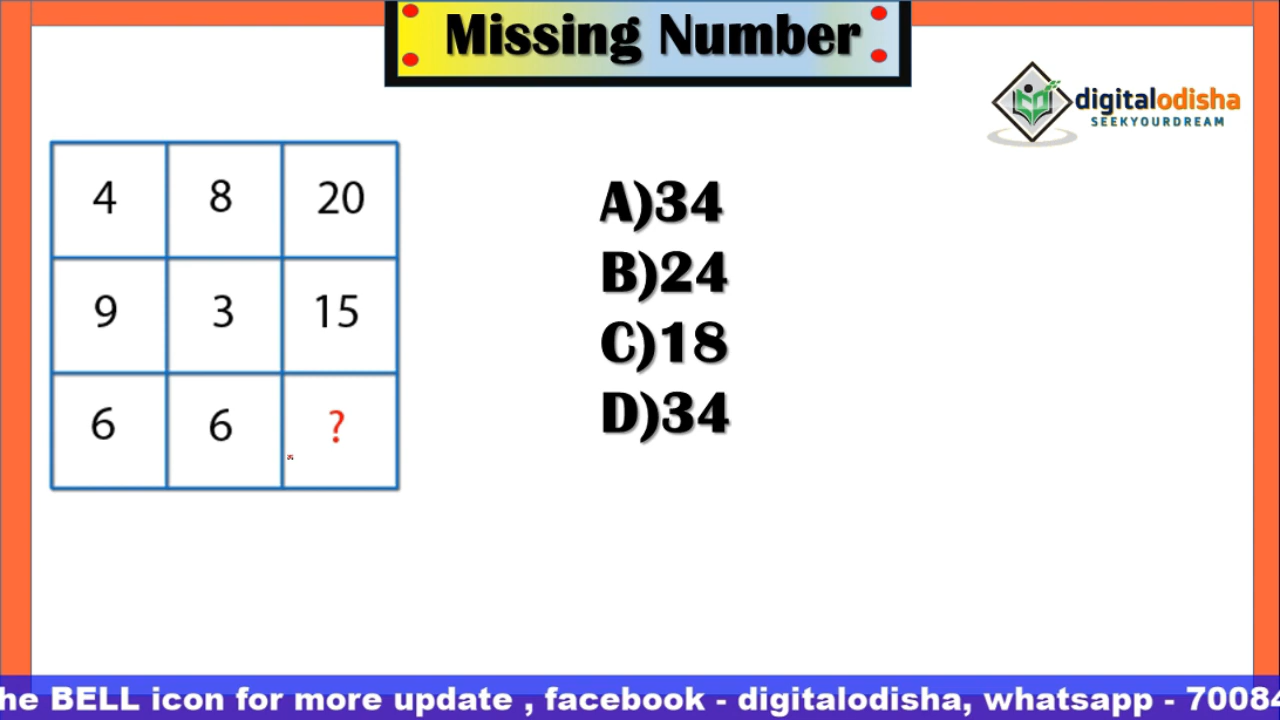 Missing Number
digitalodisha
SEEKYOURDREAM
4 8 20
9 3 15
6 6 ?
A)34
B)24
C)18
D)34
he BELL icon for more update , facebook - digitalodisha, whatsapp - 70084